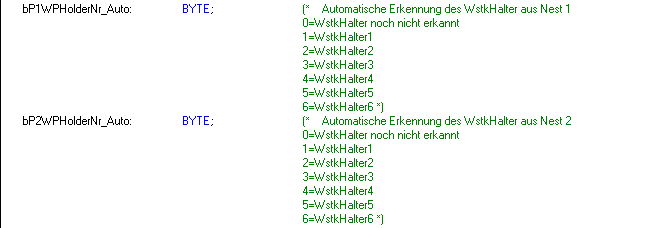 bP1WPHolderNr_Auto: BYTE; (* Automatische Erkennung des WstkHalter aus Nest 1
0=WstkHalter noch nicht erkannt
1=WstkHalter1
2=WstkHalter2
3=WstkHalter3
4=WstkHalter4
5=WstkHalter5
6=WstkHalter6 *)
bP2WPHolderNr_Auto: BYTE; (* Automatische Erkennung des WstkHalter aus Nest 2
0=WstkHalter noch nicht erkannt
1=WstkHalter1
2=WstkHalter2
3=WstkHalter3
4=WstkHalter4
5=WstkHalter5
6=WstkHalter6 *)